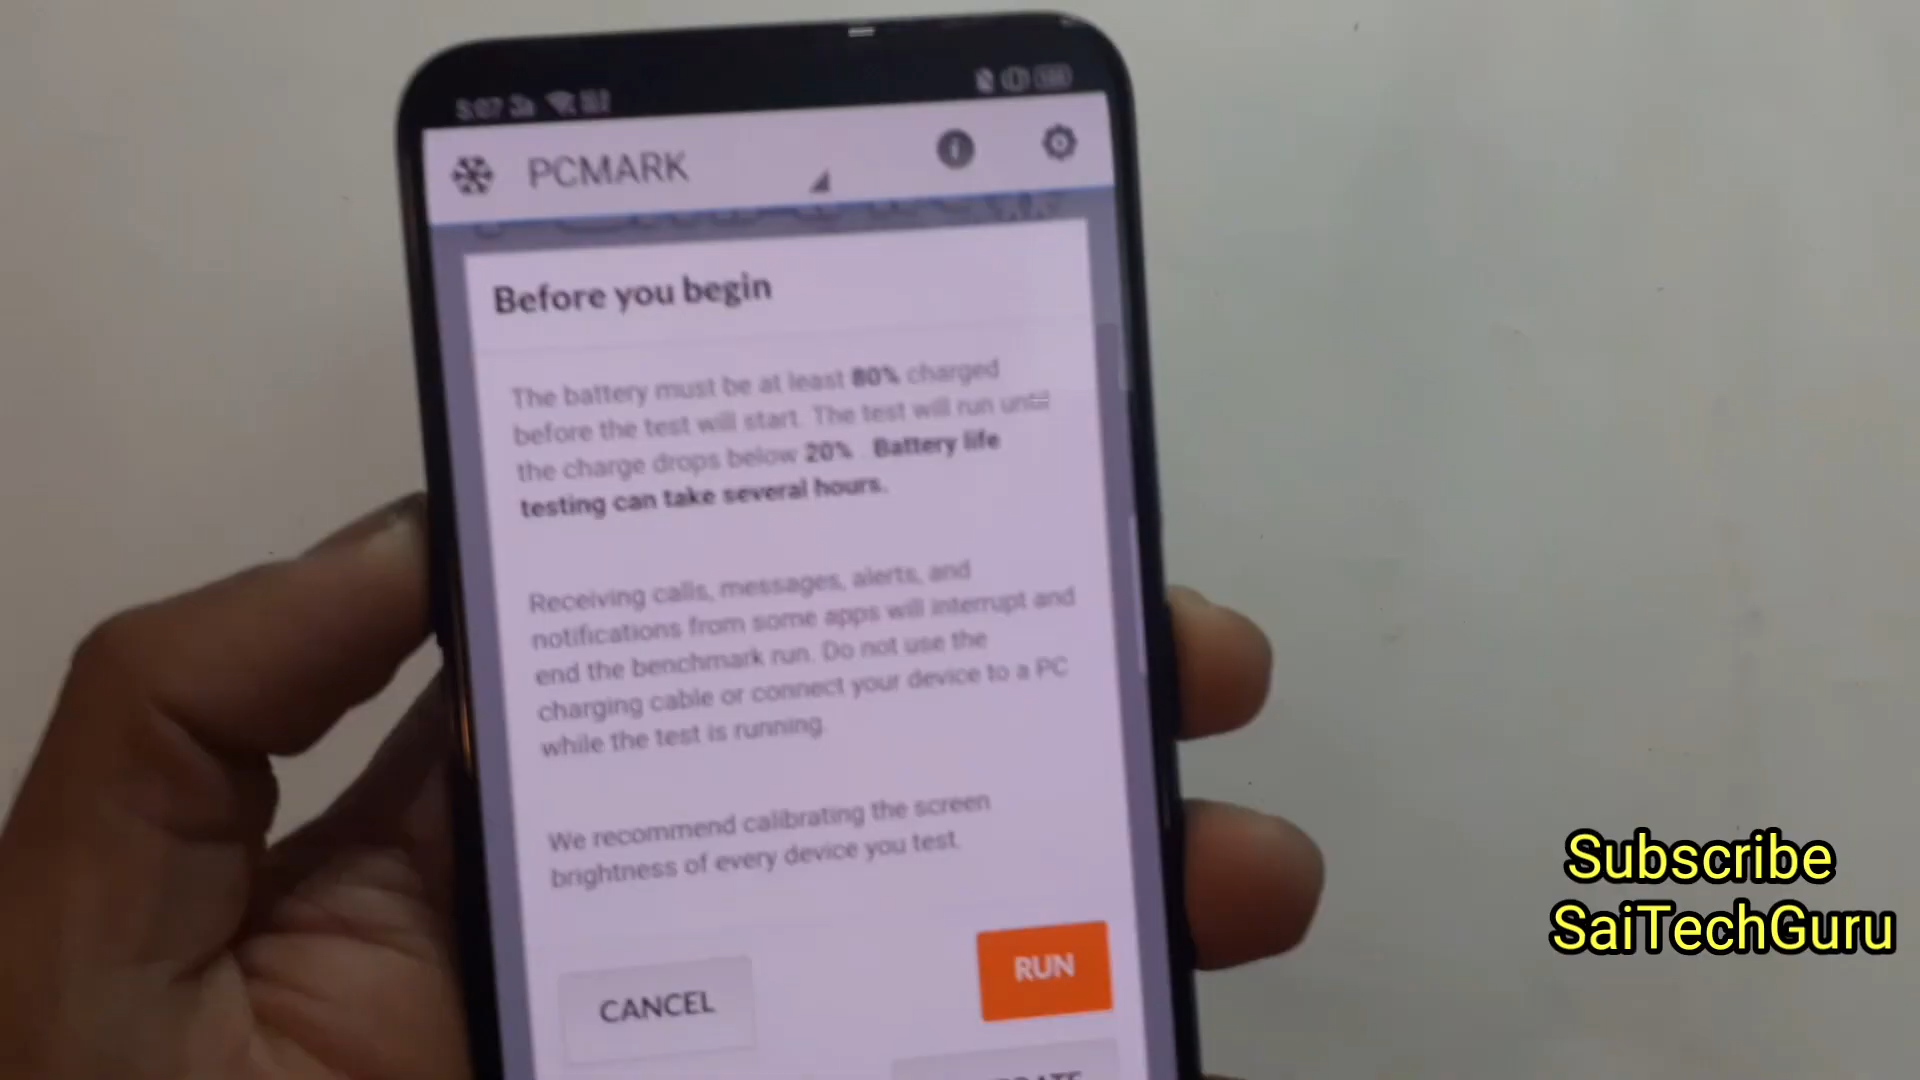 5:07
PCMARK
Before you begin
The battery must be at least 80% charged
before the test will start. The test will run until
the charge drops below 20% Battery life
testing can take several hours.
Receiving calls, messages, alerts, and
notifications from some apps will interrupt and
end the benchmark run. Do not use the
charging cable or connect your device to a PC
while the test is running.
We recommend calibrating the screen
brightness of every device you test.
CANCEL
RUN
Subscribe
SaiTechGuru